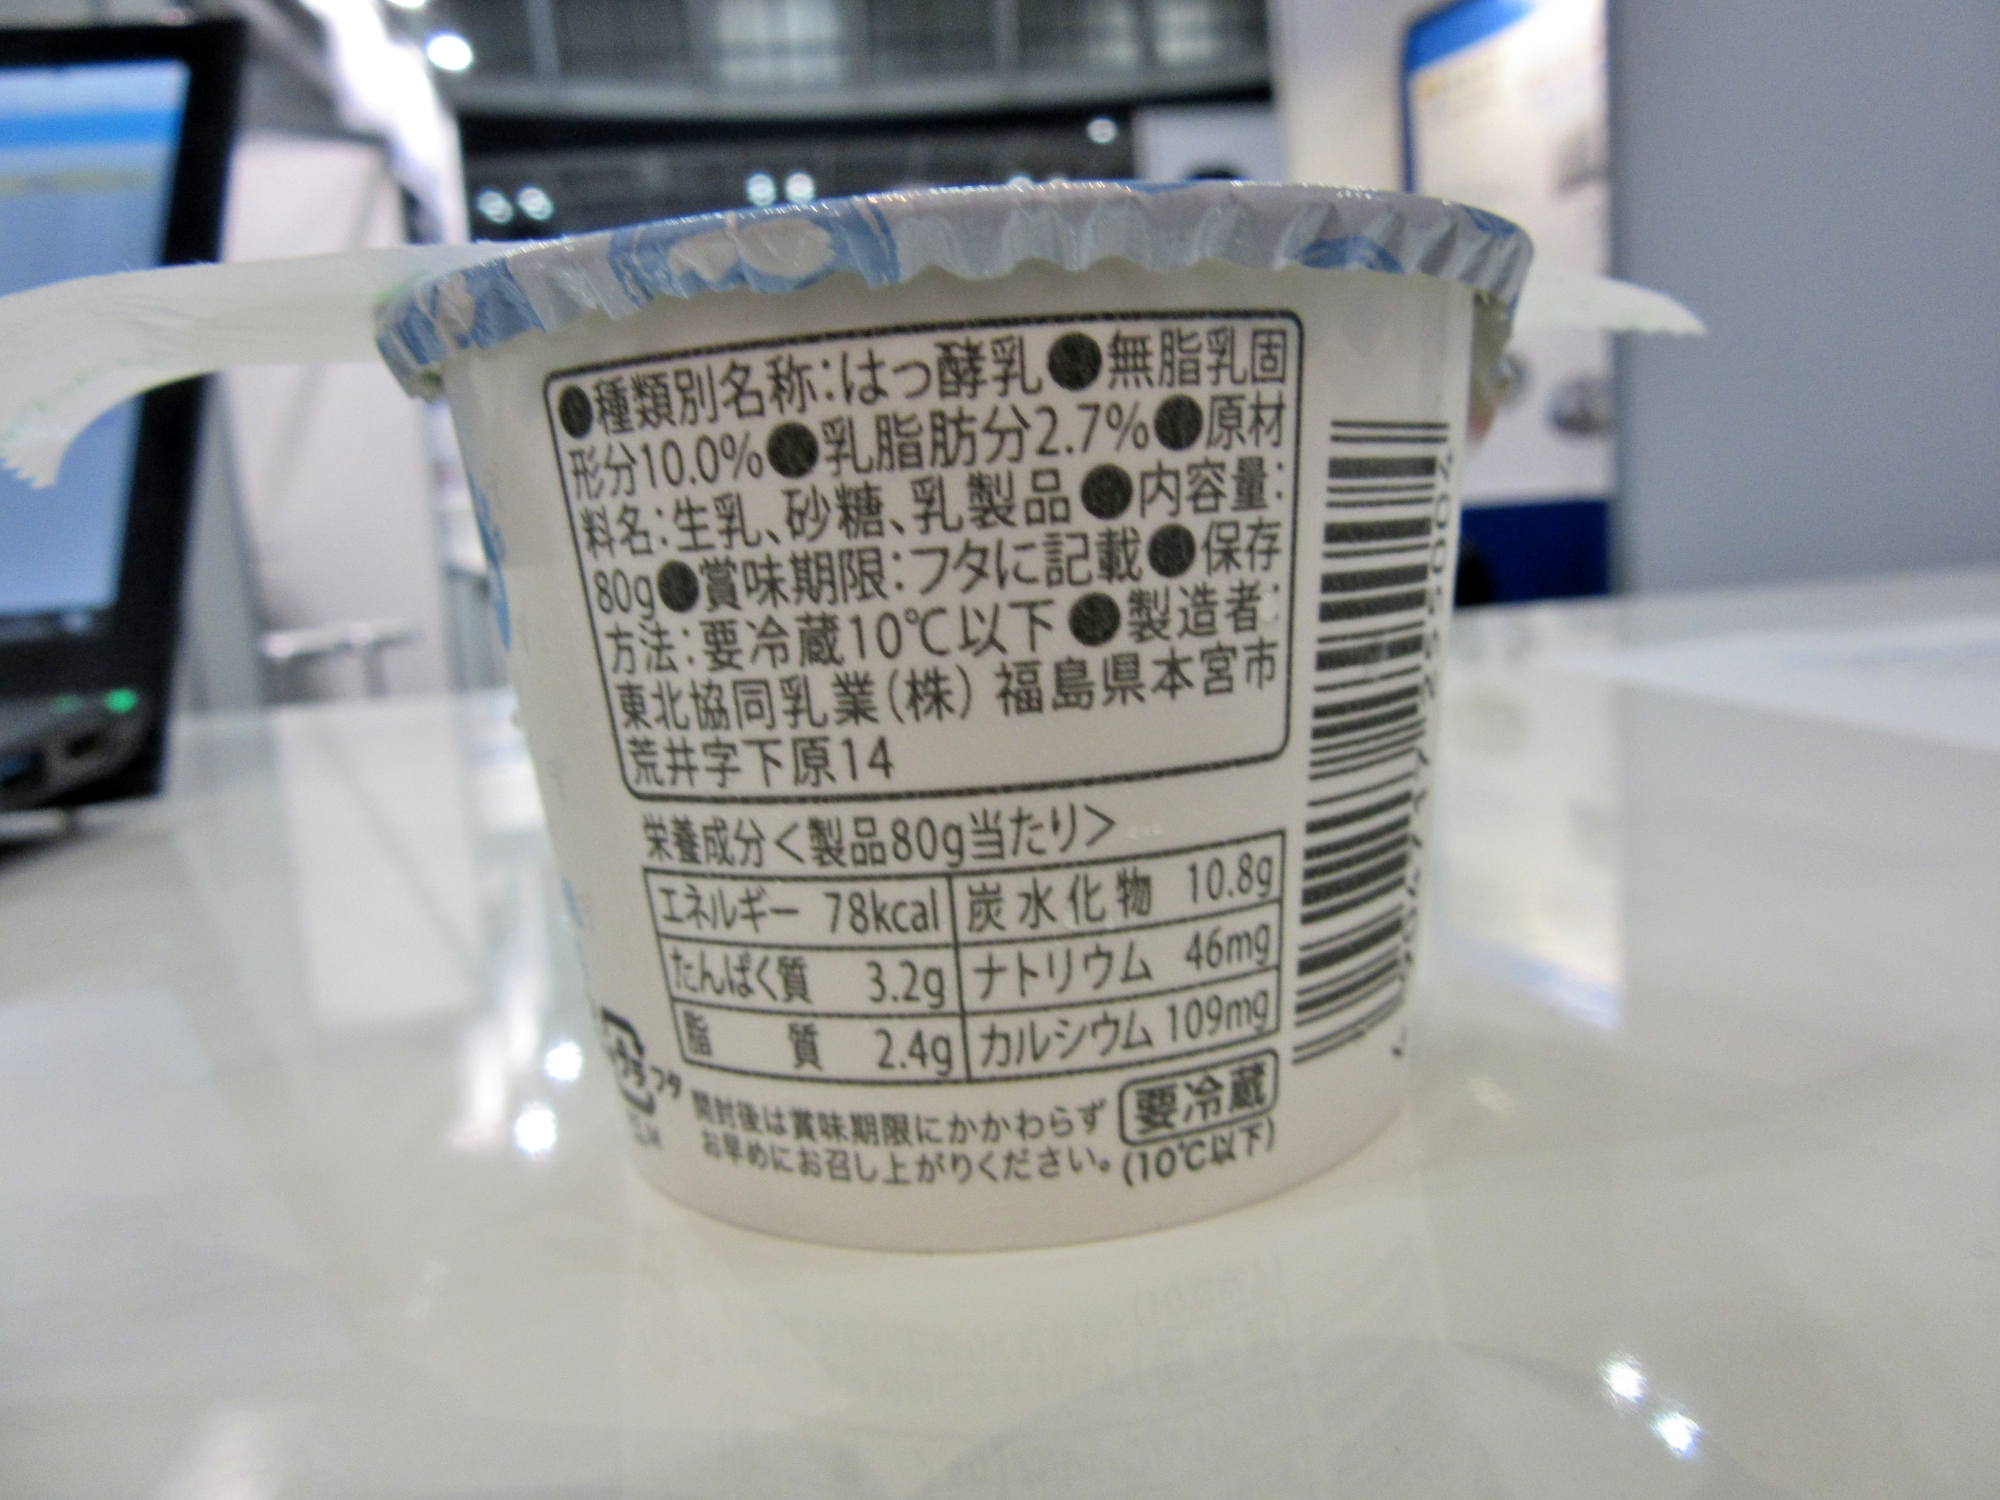 ●種類別名称：はっ酵乳●無脂乳固
形分10.0%●乳脂肪分2.7%●原材
料名：生乳、砂糖、乳製品●内容量：
80g●賞味期限：フタに記載●保存
方法：要冷蔵10℃以下●製造者：
東北協同乳業(株) 福島県本宮市
荒井字下原14
栄養成分＜製品80g当たり＞
エネルギー 78kcal 炭水化物 10.8g
たんぱく質 3.2g ナトリウム 46mg
脂質 2.4g カルシウム 109mg
フタ
開封後は賞味期限にかかわらず
お早めにお召し上がりください。
要冷蔵
(10℃以下)